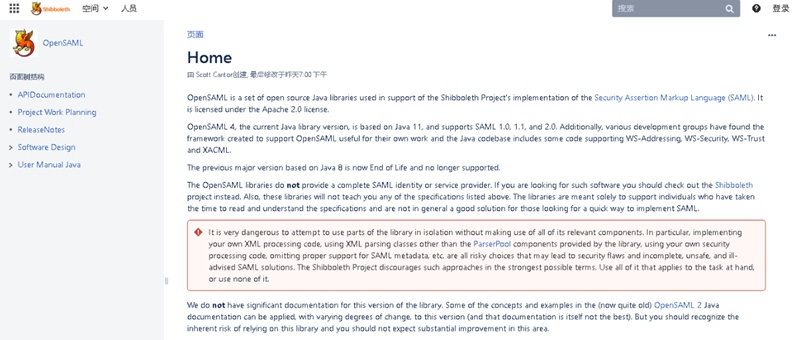 Shibboleth 空间 人员 搜索 登录
OpenSAML
页面树结构
APIDocumentation
Project Work Planning
ReleaseNotes
Software Design
User Manual Java
页面
Home
由 Scott Cantor创建, 最后修改于昨天7:00 下午
OpenSAML is a set of open source Java libraries used in support of the Shibboleth Project's implementation of the Security Assertion Markup Language (SAML). It
is licensed under the Apache 2.0 license.
OpenSAML 4, the current Java library version, is based on Java 11, and supports SAML 1.0, 1.1, and 2.0. Additionally, various development groups have found the
framework created to support OpenSAML useful for their own work and the Java codebase includes some code supporting WS-Addressing, WS-Security, WS-Trust
and XACML.
The previous major version based on Java 8 is now End of Life and no longer supported.
The OpenSAML libraries do not provide a complete SAML identity or service provider. If you are looking for such software you should check out the Shibboleth
project instead. Also, these libraries will not teach you any of the specifications listed above. The libraries are meant solely to support individuals who have taken
the time to read and understand the specifications and are not in general a good solution for those looking for a quick way to implement SAML.
It is very dangerous to attempt to use parts of the library in isolation without making use of all of its relevant components. In particular, implementing
your own XML processing code, using XML parsing classes other than the ParserPool components provided by the library, using your own security
processing code, omitting proper support for SAML metadata, etc. are all risky choices that may lead to security flaws and incomplete, unsafe, and ill-
advised SAML solutions. The Shibboleth Project discourages such approaches in the strongest possible terms. Use all of it that applies to the task at hand,
or use none of it.
We do not have significant documentation for this version of the library. Some of the concepts and examples in the (now quite old) OpenSAML 2 Java
documentation can be applied, with varying degrees of change, to this version (and that documentation is itself not the best). But you should recognize the
inherent risk of relying on this library and you should not expect substantial improvement in this area.